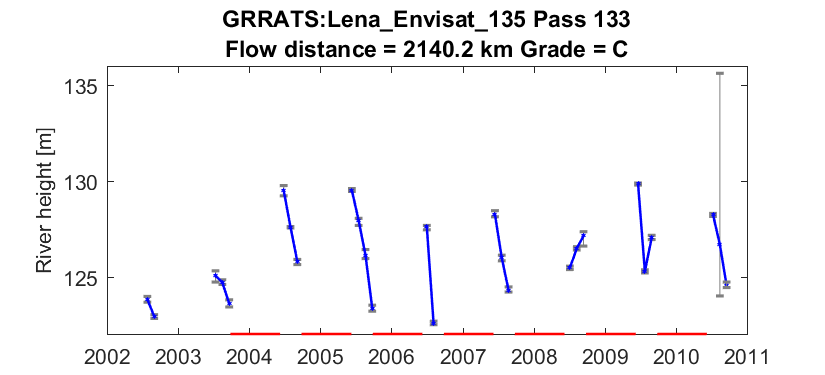 GRRATS:Lena_Envisat_135 Pass 133
Flow distance = 2140.2 km Grade = C
River height [m]
135
130
125
2002 2003 2004 2005 2006 2007 2008 2009 2010 2011